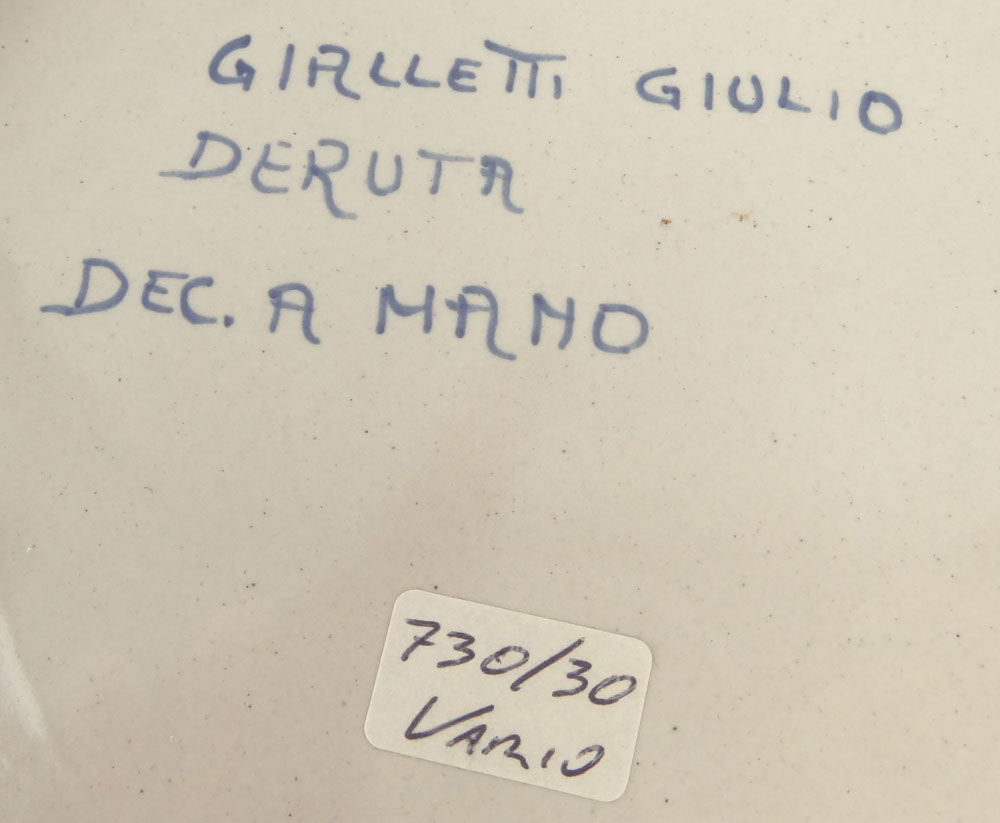 GIALLETTI GIULIO
DERUTA
DEC. A MANO
730/30
VARIO